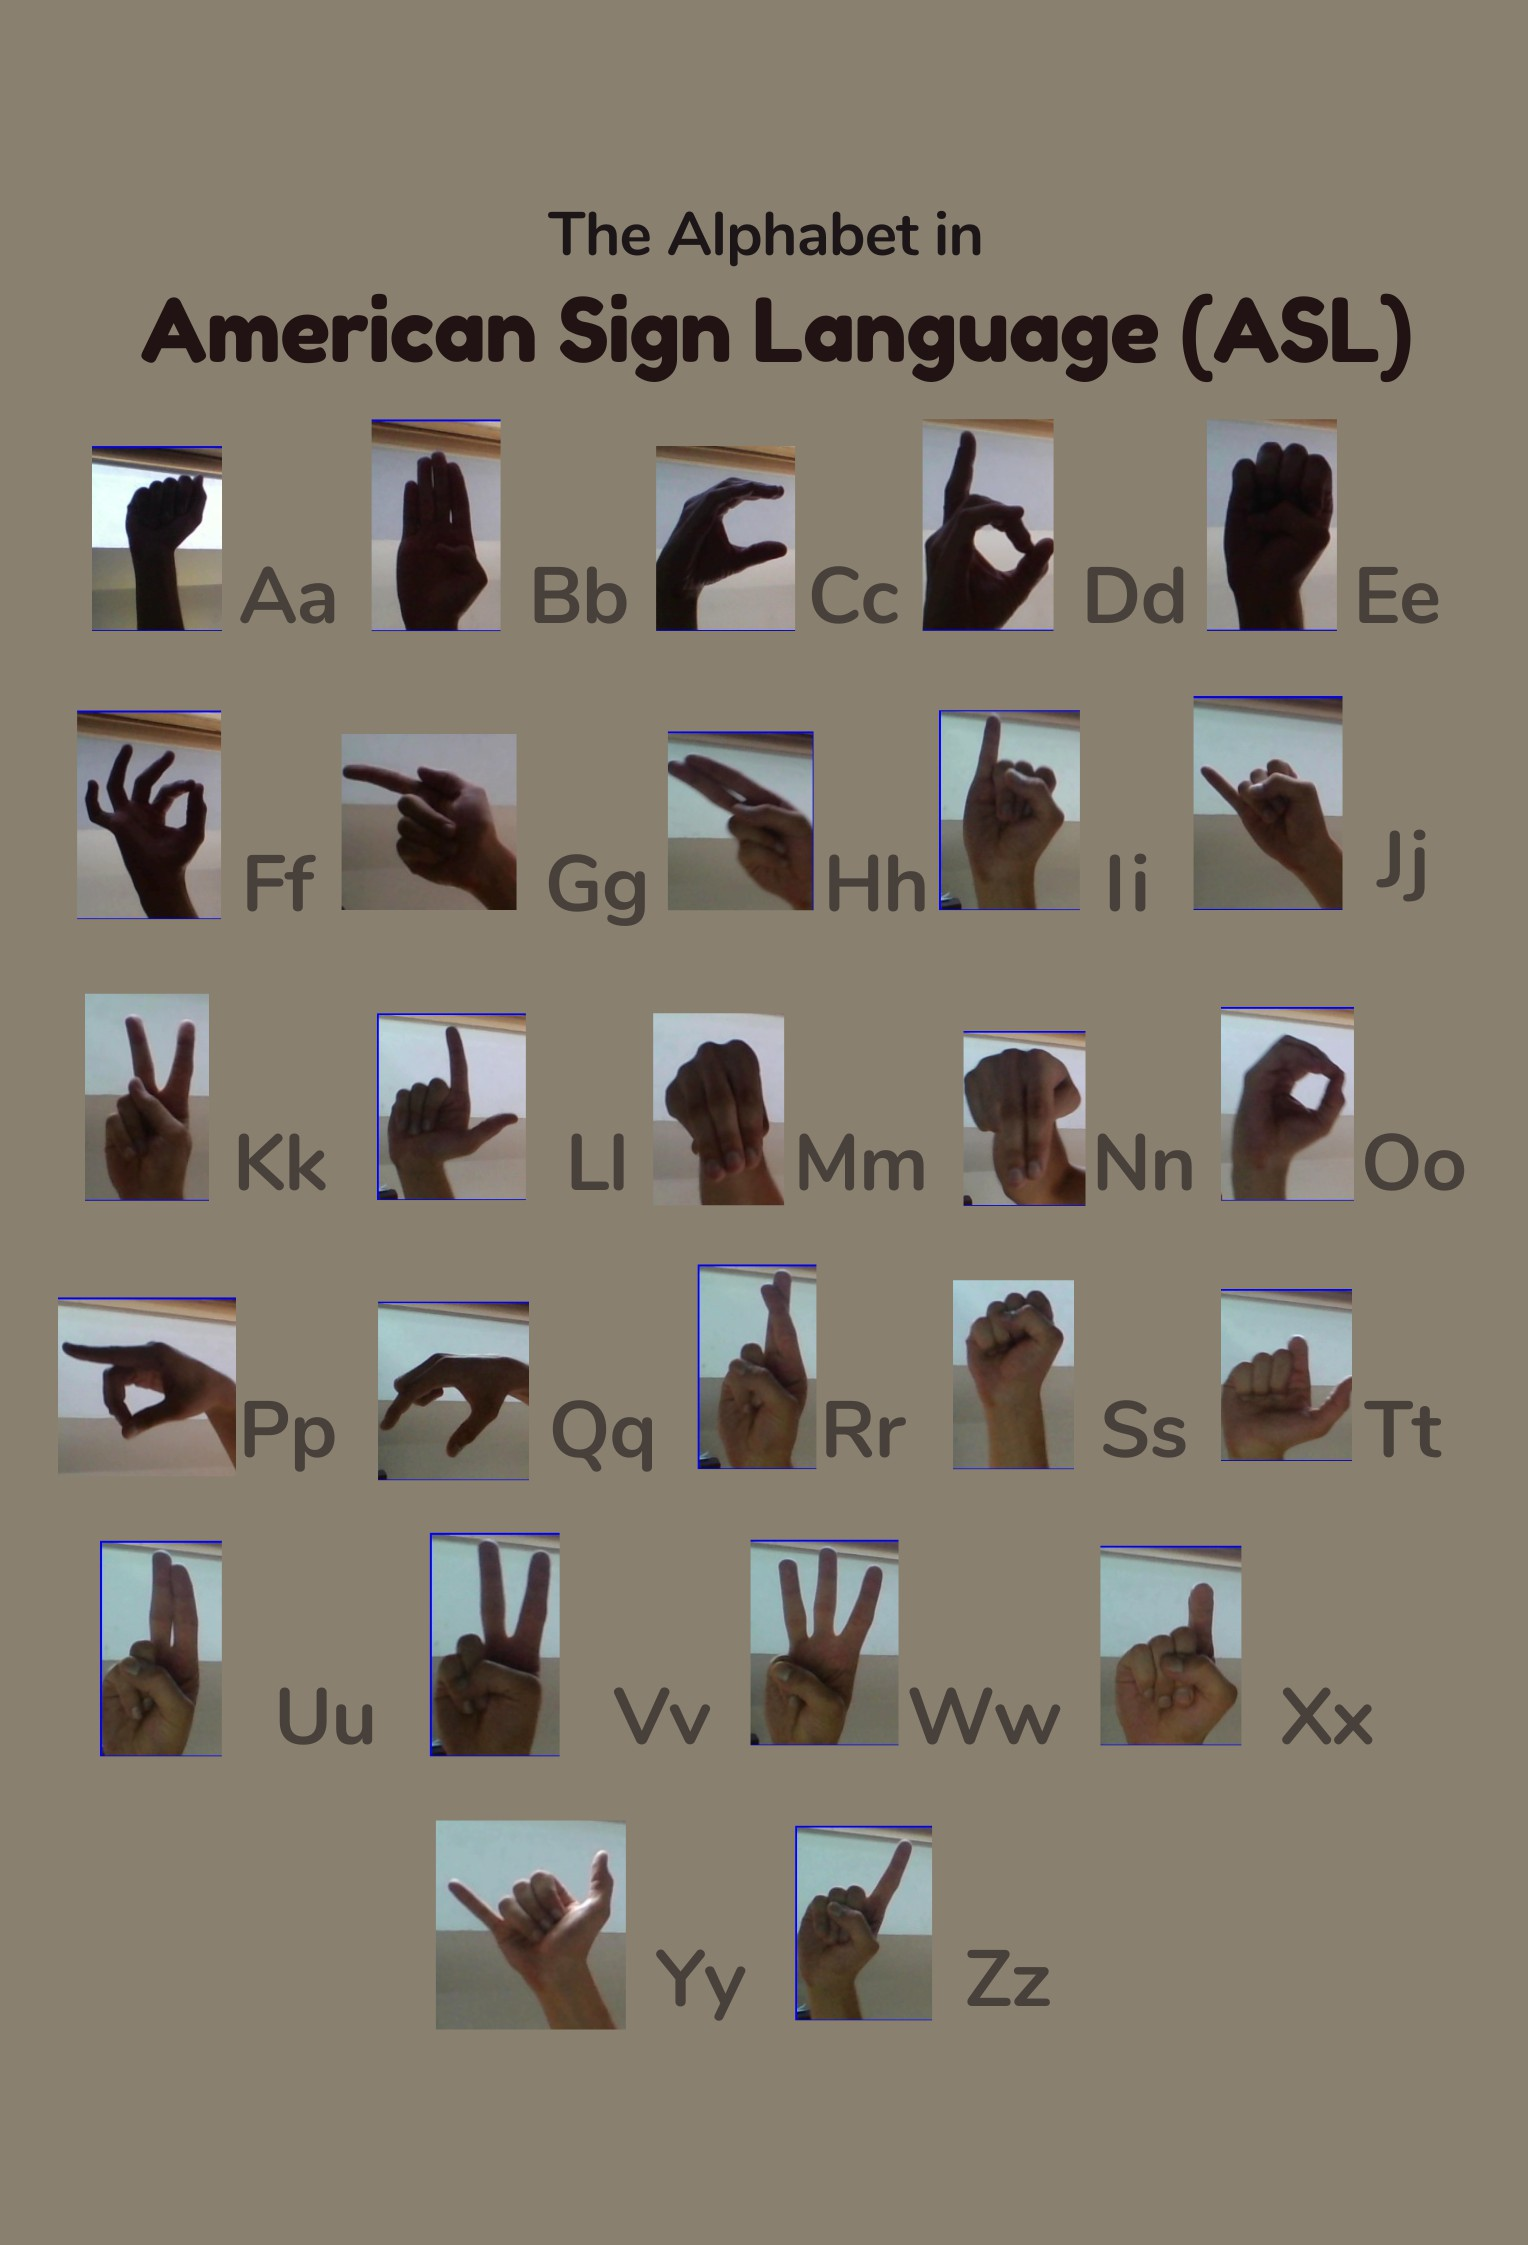 The Alphabet in
American Sign Language (ASL)
Aa Bb Cc Dd Ee
Ff Gg Hh Ii Jj
Kk Ll Mm Nn Oo
Pp Qq Rr Ss Tt
Uu Vv Ww Xx
Yy Zz